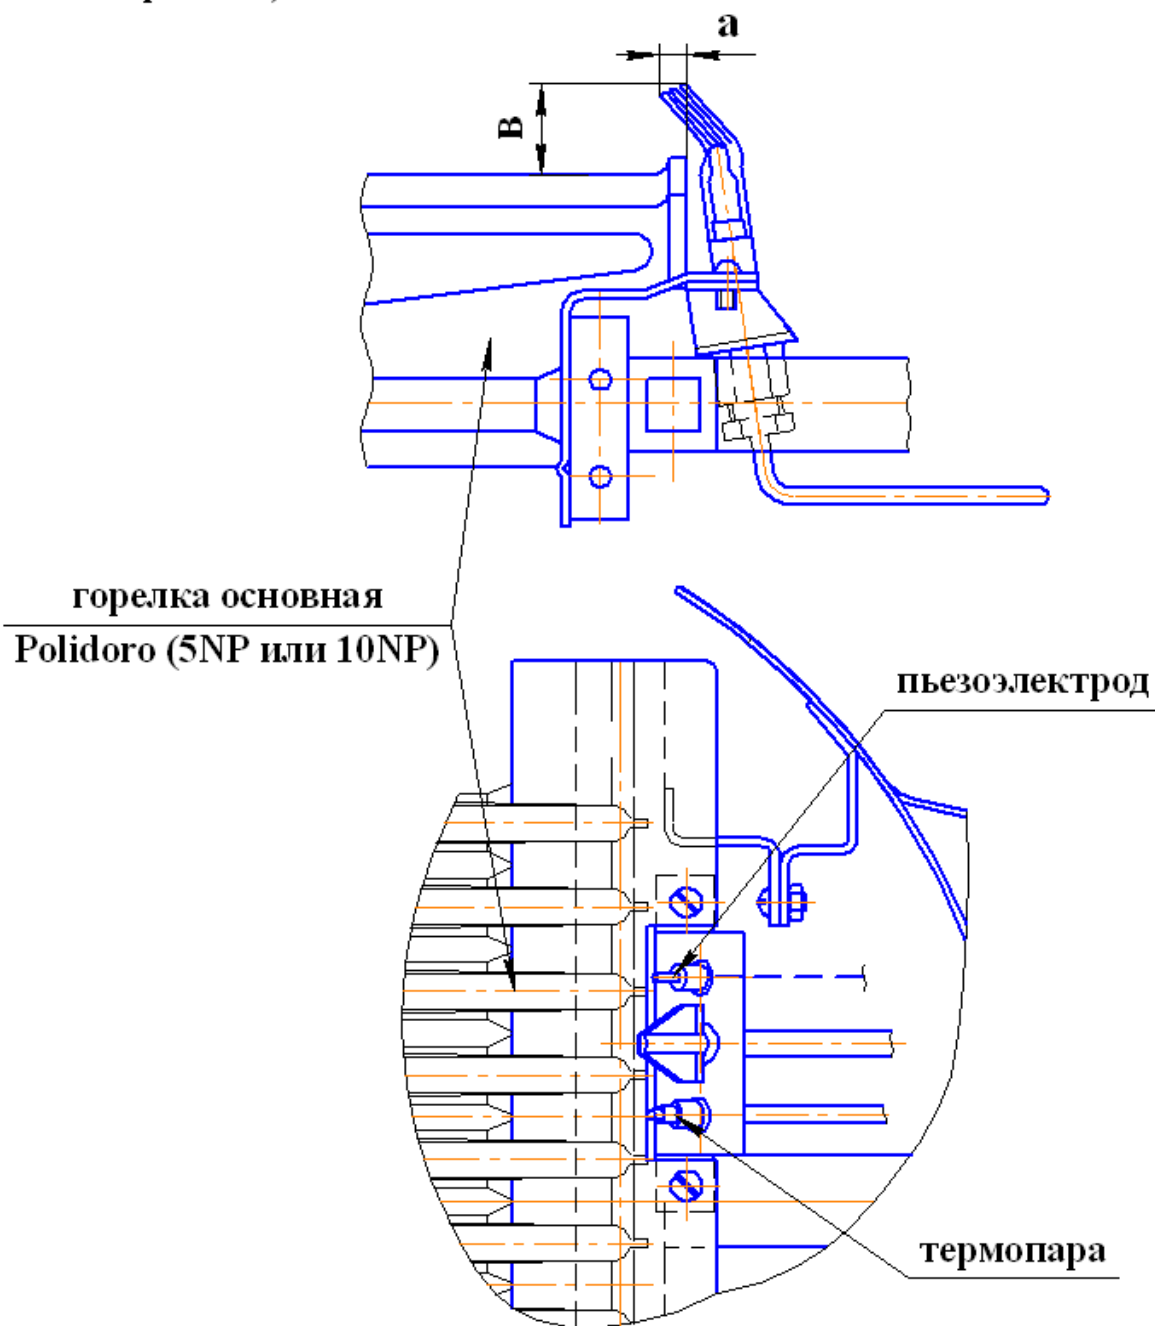 a
B
горелка основная
Polidoro (5NP или 10NP)
пьезоэлектрод
термопара